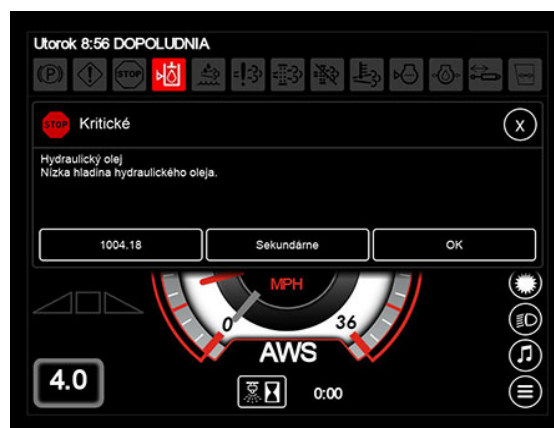 Utorok 8:56 DOPOLUDNIA
P STOP
STOP Kritické X
Hydraulický olej
Nízka hladina hydraulického oleja.
1004.18 Sekundárne OK
MPH
0 36
AWS
4.0 0:00